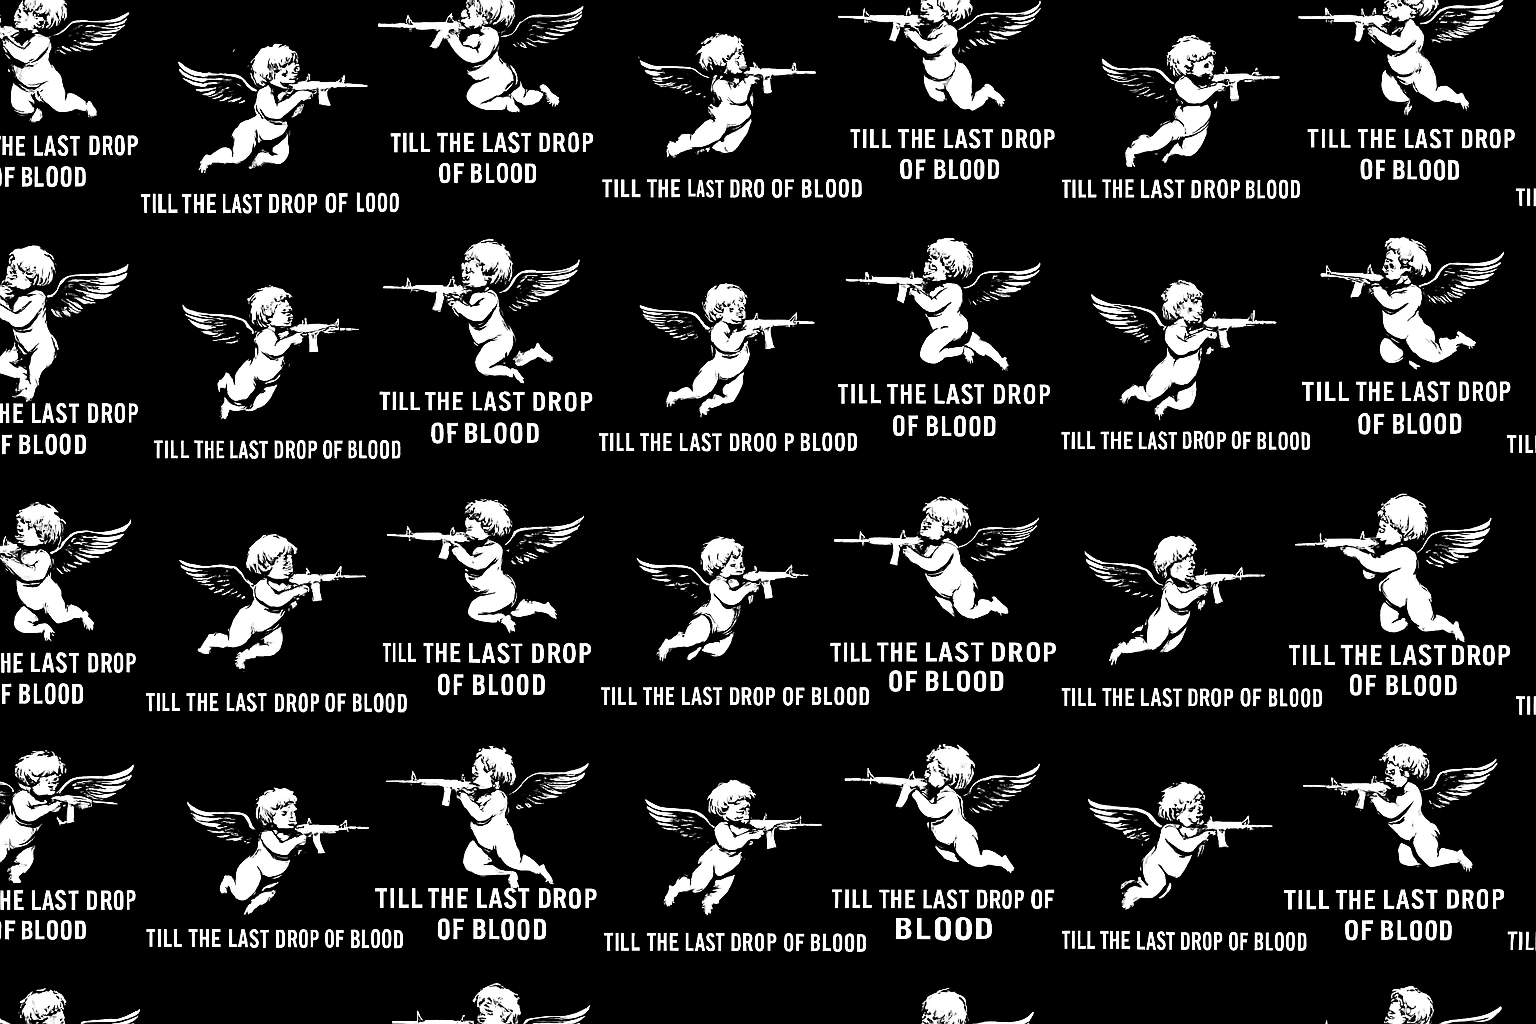 THE LAST DROP
OF BLOOD
TILL THE LAST DROP OF LOOD
TILL THE LAST DROP
OF BLOOD
TILL THE LAST DRO OF BLOOD
TILL THE LAST DROP
OF BLOOD
TILL THE LAST DROP BLOOD
TILL THE LAST DROP
OF BLOOD
TIL
HE LAST DROP
F BLOOD
TILL THE LAST DROP OF BLOOD
TILL THE LAST DROP
OF BLOOD
TILL THE LAST DROO P BLOOD
TILL THE LAST DROP
OF BLOOD
TILL THE LAST DROP OF BLOOD
TILL THE LAST DROP
OF BLOOD
TILL
HE LAST DROP
F BLOOD
TILL THE LAST DROP OF BLOOD
TILL THE LAST DROP
OF BLOOD
TILL THE LAST DROP OF BLOOD
TILL THE LAST DROP
OF BLOOD
TILL THE LAST DROP OF BLOOD
TILL THE LAST DROP
OF BLOOD
TIL
HE LAST DROP
OF BLOOD
TILL THE LAST DROP OF BLOOD
TILL THE LAST DROP
OF BLOOD
TILL THE LAST DROP OF BLOOD
TILL THE LAST DROP OF
BLOOD
TILL THE LAST DROP OF BLOOD
TILL THE LAST DROP
OF BLOOD
TILL